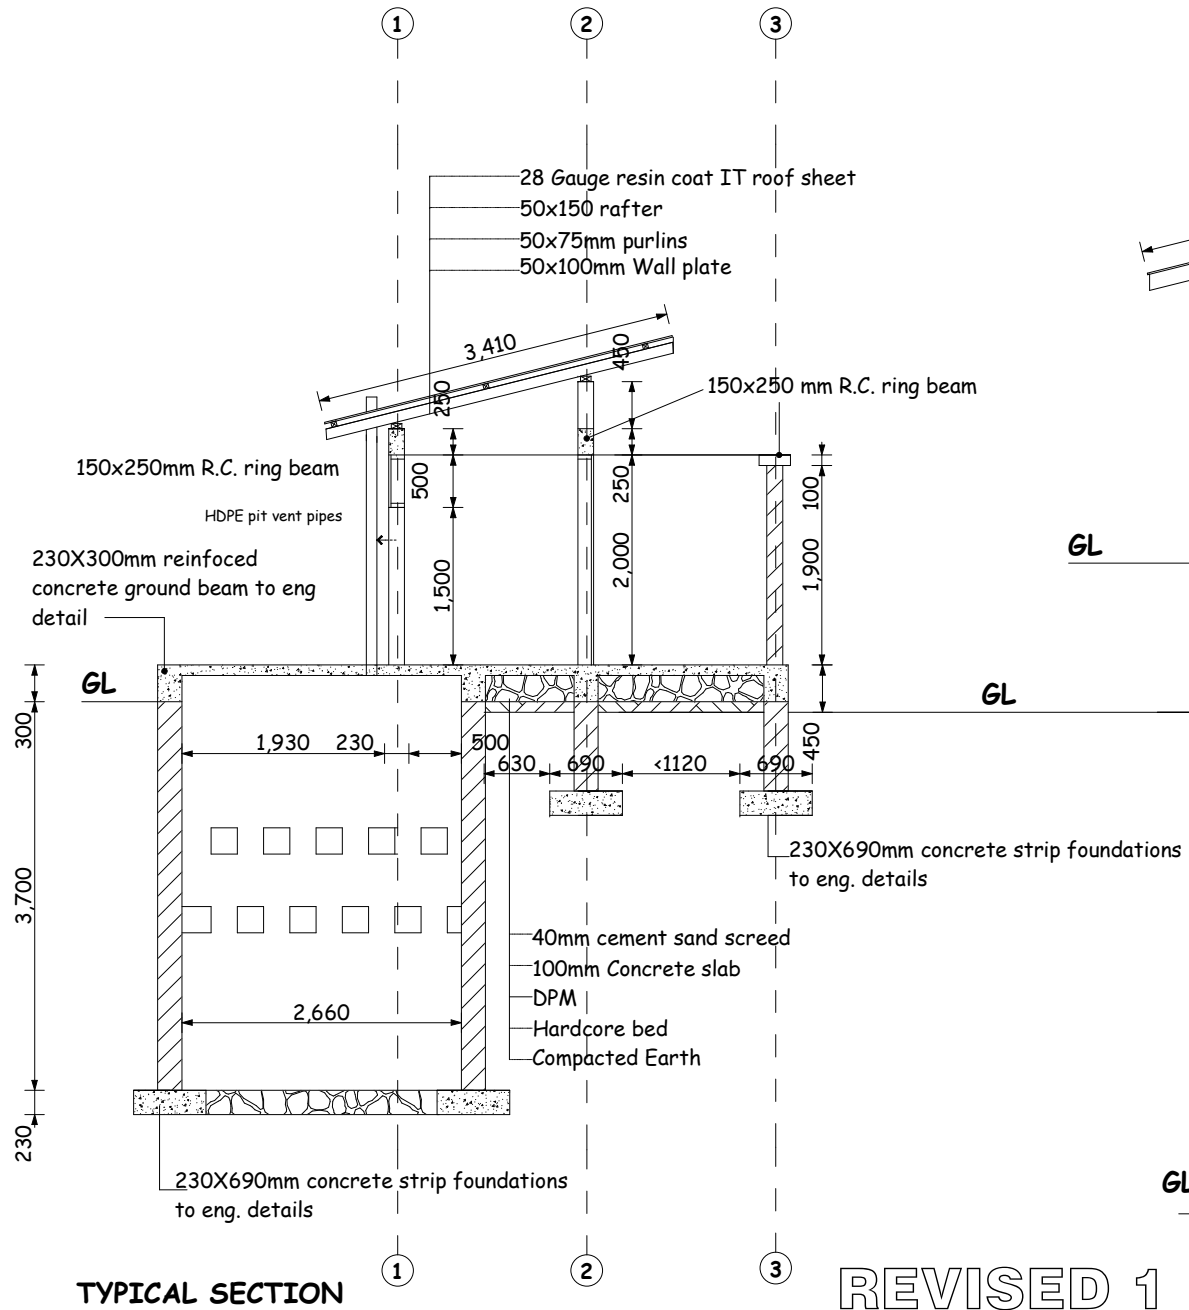 1 2 3
28 Gauge resin coat IT roof sheet
50x150 rafter
50x75mm purlins
50x100mm Wall plate
3,410
450
250
150x250 mm R.C. ring beam
150x250mm R.C. ring beam
500
250
100
HDPE pit vent pipes
GL
230X300mm reinfoced
concrete ground beam to eng
detail
1,500
2,000
1,900
GL
GL
300
1,930 230 500
450
630 690 <1120 690
230X690mm concrete strip foundations
to eng. details
3,700
40mm cement sand screed
100mm Concrete slab
DPM
2,660
Hardcore bed
Compacted Earth
230
230X690mm concrete strip foundations
to eng. details
GL
1 2 3
TYPICAL SECTION
REVISED 1